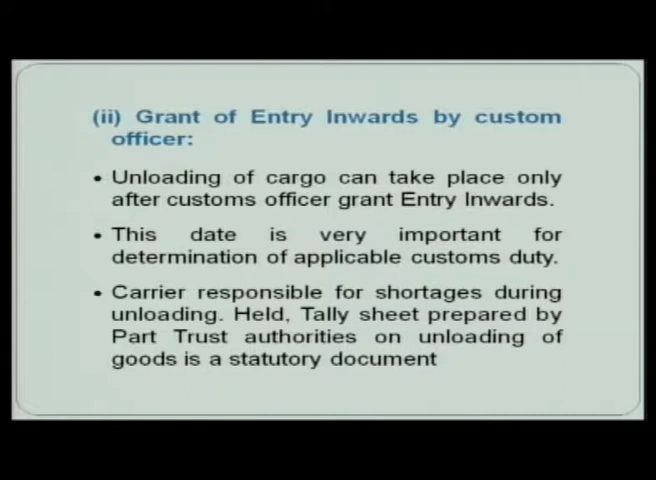 (ii) Grant of Entry Inwards by custom
officer:
• Unloading of cargo can take place only
after customs officer grant Entry Inwards.
• This date is very important for
determination of applicable customs duty.
• Carrier responsible for shortages during
unloading. Held, Tally sheet prepared by
Part Trust authorities on unloading of
goods is a statutory document